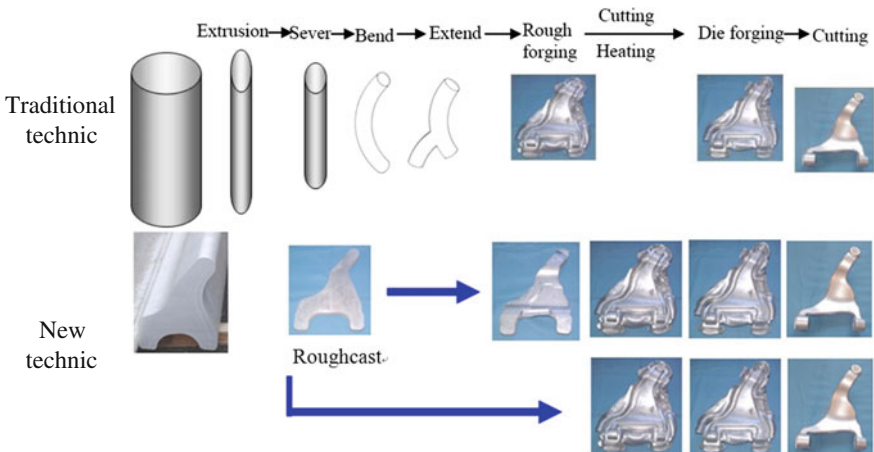 Cutting
Extrusion Sever Bend Extend Rough Die forging Cutting
forging Heating
Traditional
technic
New
technic
Roughcast